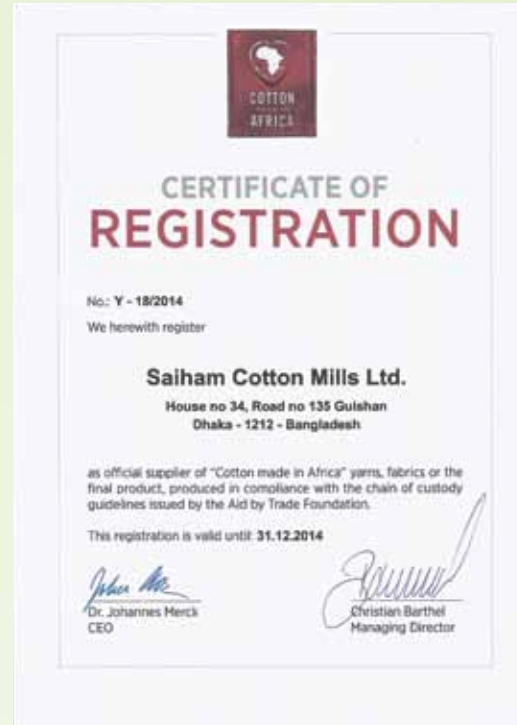 COTTON
AFRICA
CERTIFICATE OF
REGISTRATION
No.: Y - 18/2014
We herewith register
Saiham Cotton Mills Ltd.
House no 34, Road no 135 Gulshan
Dhaka - 1212 - Bangladesh
as official supplier of "Cotton made in Africa" yarns, fabrics or the
final product, produced in compliance with the chain of custody
guidelines issued by the Aid by Trade Foundation.
This registration is valid until: 31.12.2014
Dr. Johannes Merck
CEO
Christian Barthel
Managing Director